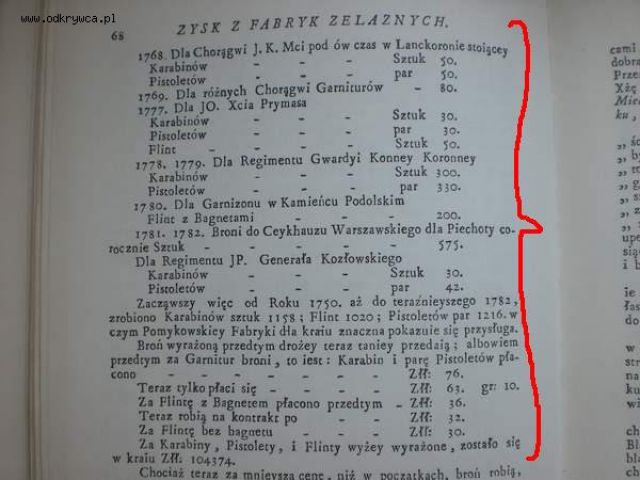 www.odkrywca.pl
68 ZYSK Z FABRYK ZELAZNYCH.
1768. Dla Chorągwi J. K. Mci pod ów czas w Lanckoronie stoiącey
Karabinów - - - Sztuk 50.
Pistoletów - - - par 50.
1769. Dla różnych Chorągwi Garniturów - 80.
1777. Dla JO. Xcia Prymasa
Karabinów - - - Sztuk 30.
Pistoletów - - - par 30.
Flint - - - Sztuk 50.
1778. 1779. Dla Regimentu Gwardyi Konney Koronney
Karabinów - - - Sztuk 300.
Pistoletów - - - par 330.
1780. Dla Garnizonu w Kamieńcu Podolskim
Flint z Bagnetami - - - - 200.
1781. 1782. Broni do Ceykhauzu Warszawskiego dla Piechoty co-
rocznie Sztuk - - - - - - 575.
Dla Regimentu JP. Generała Kozłowskiego
Karabinów - - - Sztuk 30.
Pistoletów - - - par 42.
Zacząwszy więc od Roku 1750. aż do teraźnieyszego 1782,
zrobiono Karabinów sztuk 1158; Flint 1020; Pistoletów par 1216. w
czym Pomykowskiey Fabryki dla kraiu znaczna pokazuie się przysługa.
Broń wyrażoną przedtym drożey teraz taniey przedaią; albowiem
przedtym za Garnitur broni, to iest: Karabin i parę Pistoletów pła-
cono - - - - - - Złł: 76.
Teraz tylko płaci się - - - - Złł: 63. gr: 10.
Za Flintę z Bagnetem płacono przedtym - Złł: 36.
Teraz robią na kontrakt po - - Złł: 32.
Za Flintę bez bagnetu - - - Złł: 30.
Za Karabiny, Pistolety, i Flinty wyżey wyrażone, zostało się
w kraiu Złł: 104374.
Chociaż teraz za mnieyszą cenę, niż w początkach, broń robią,
cami
dobra
Prze
Xżę
Mie
ku,